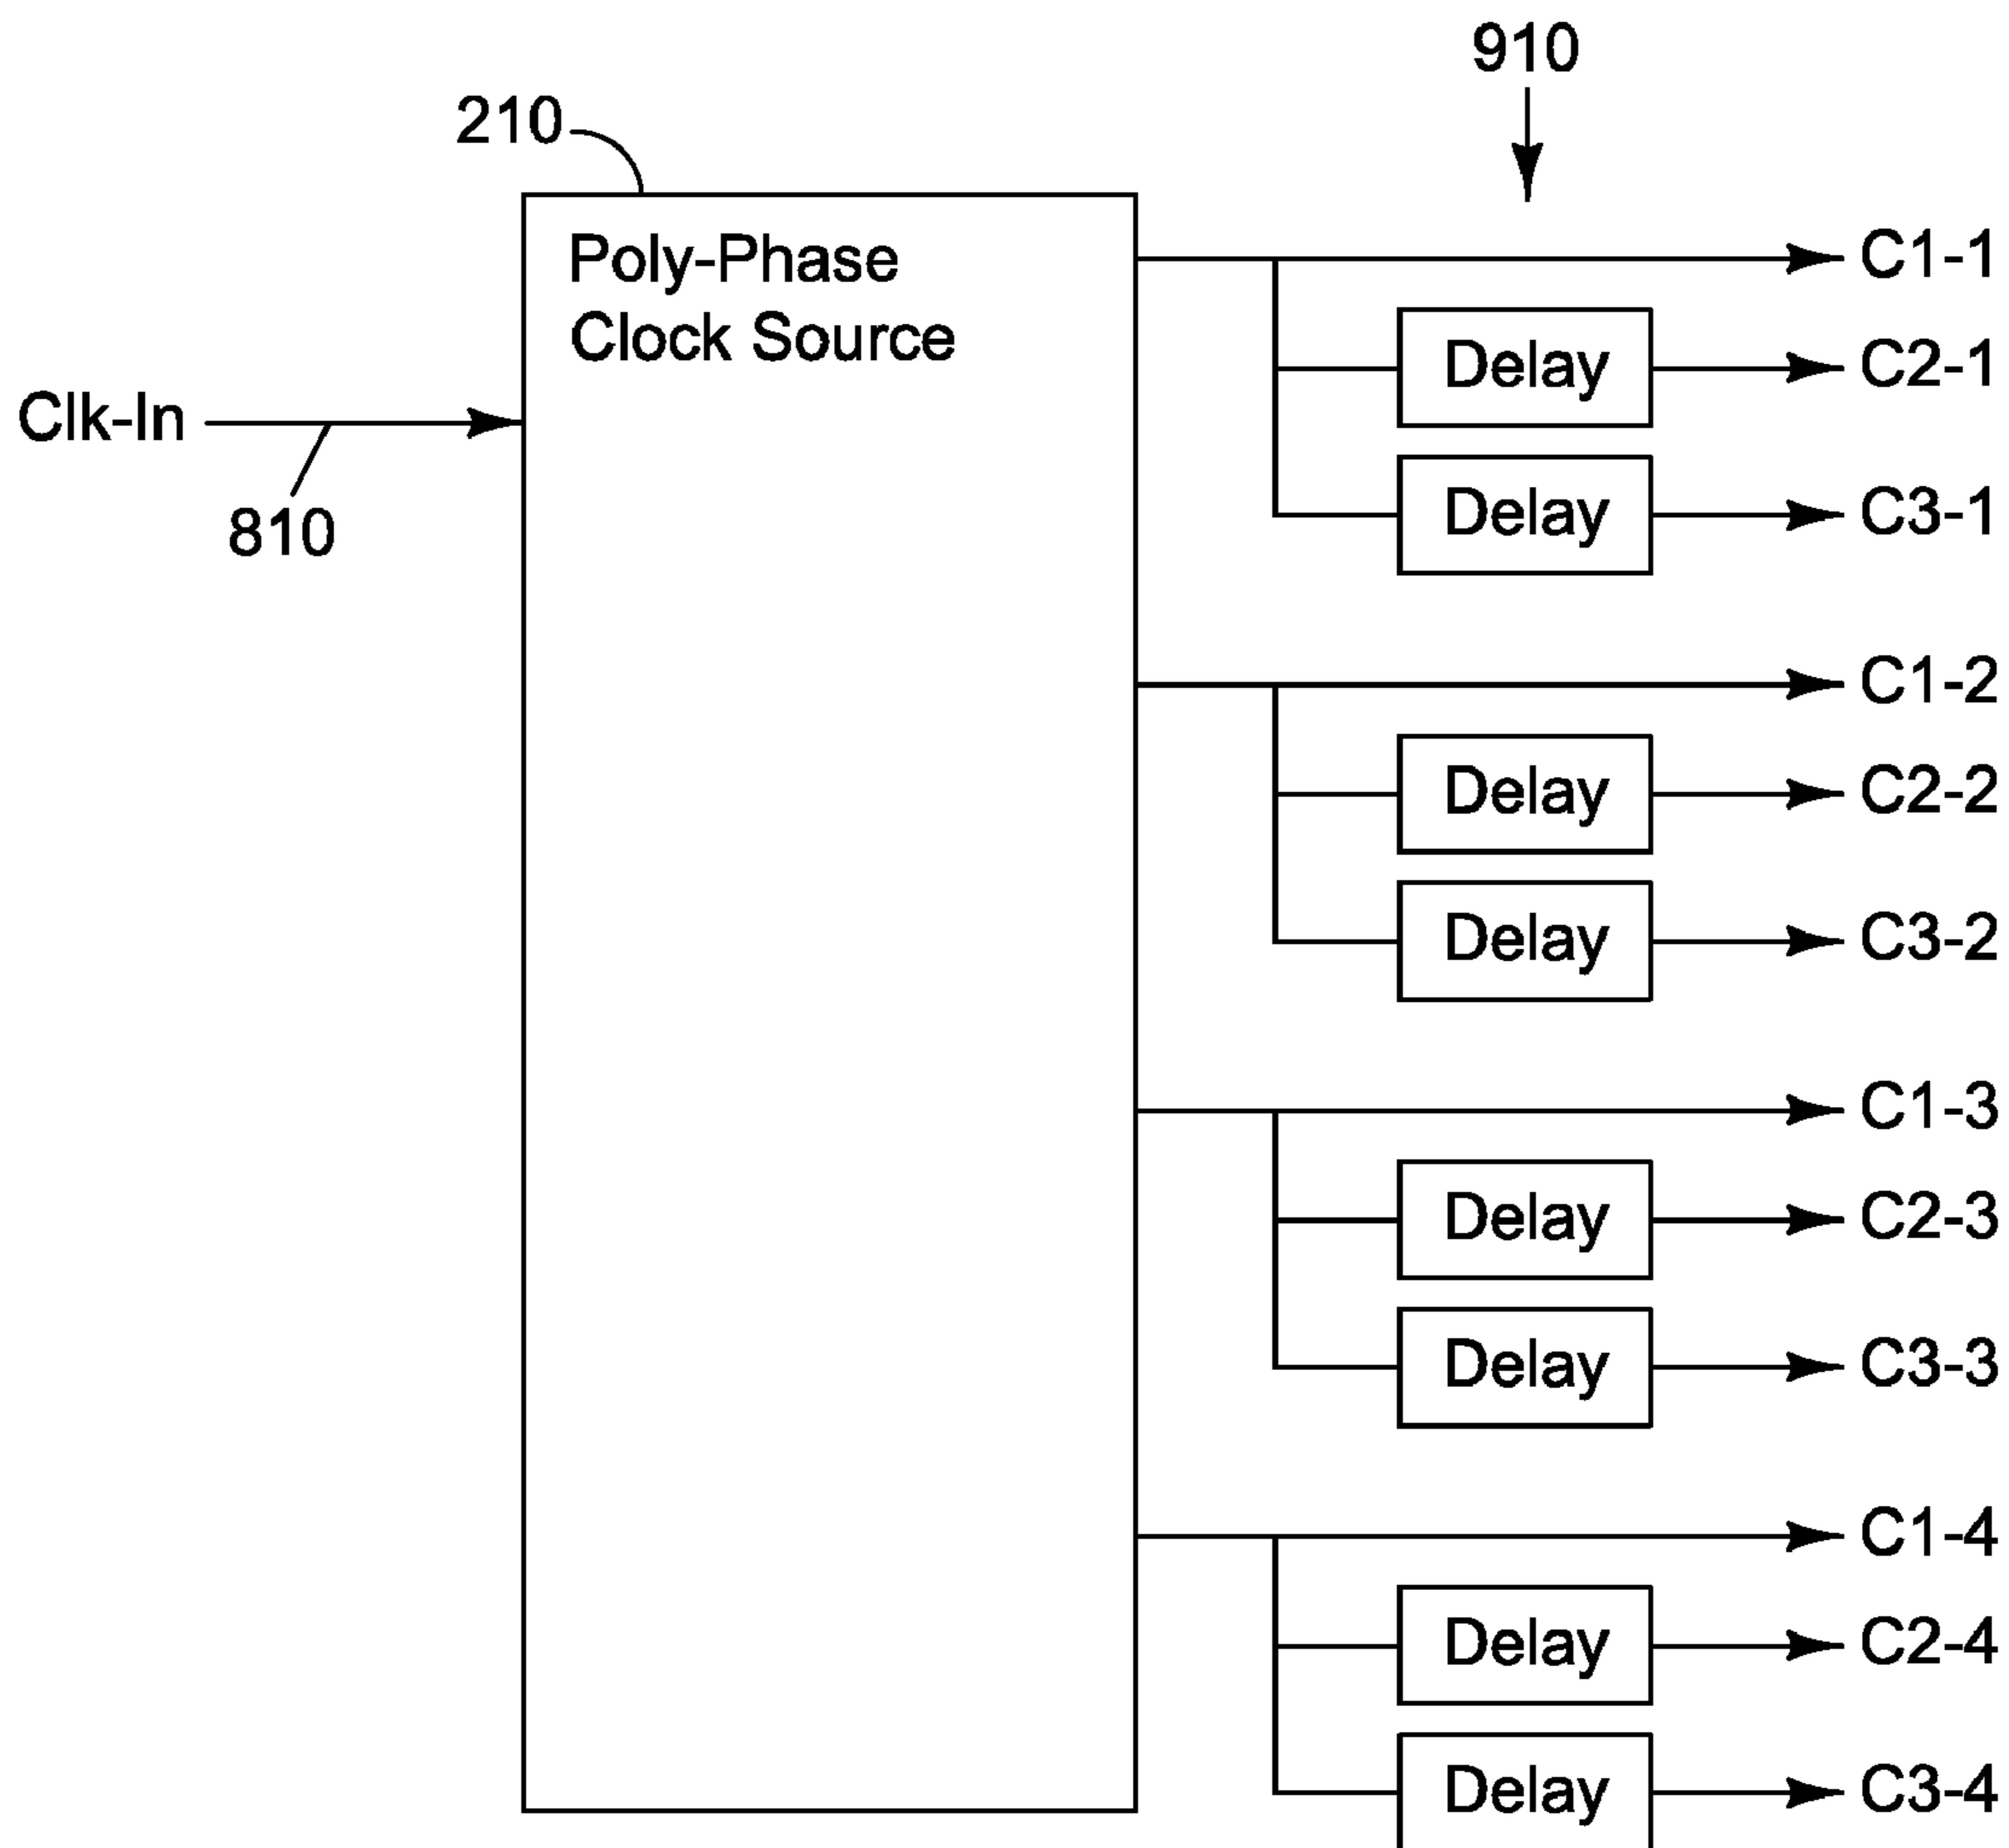 910
210
Poly-Phase
Clock Source
C1-1
Delay
C2-1
Clk-In
Delay
C3-1
810
C1-2
Delay
C2-2
Delay
C3-2
C1-3
Delay
C2-3
Delay
C3-3
C1-4
Delay
C2-4
Delay
C3-4